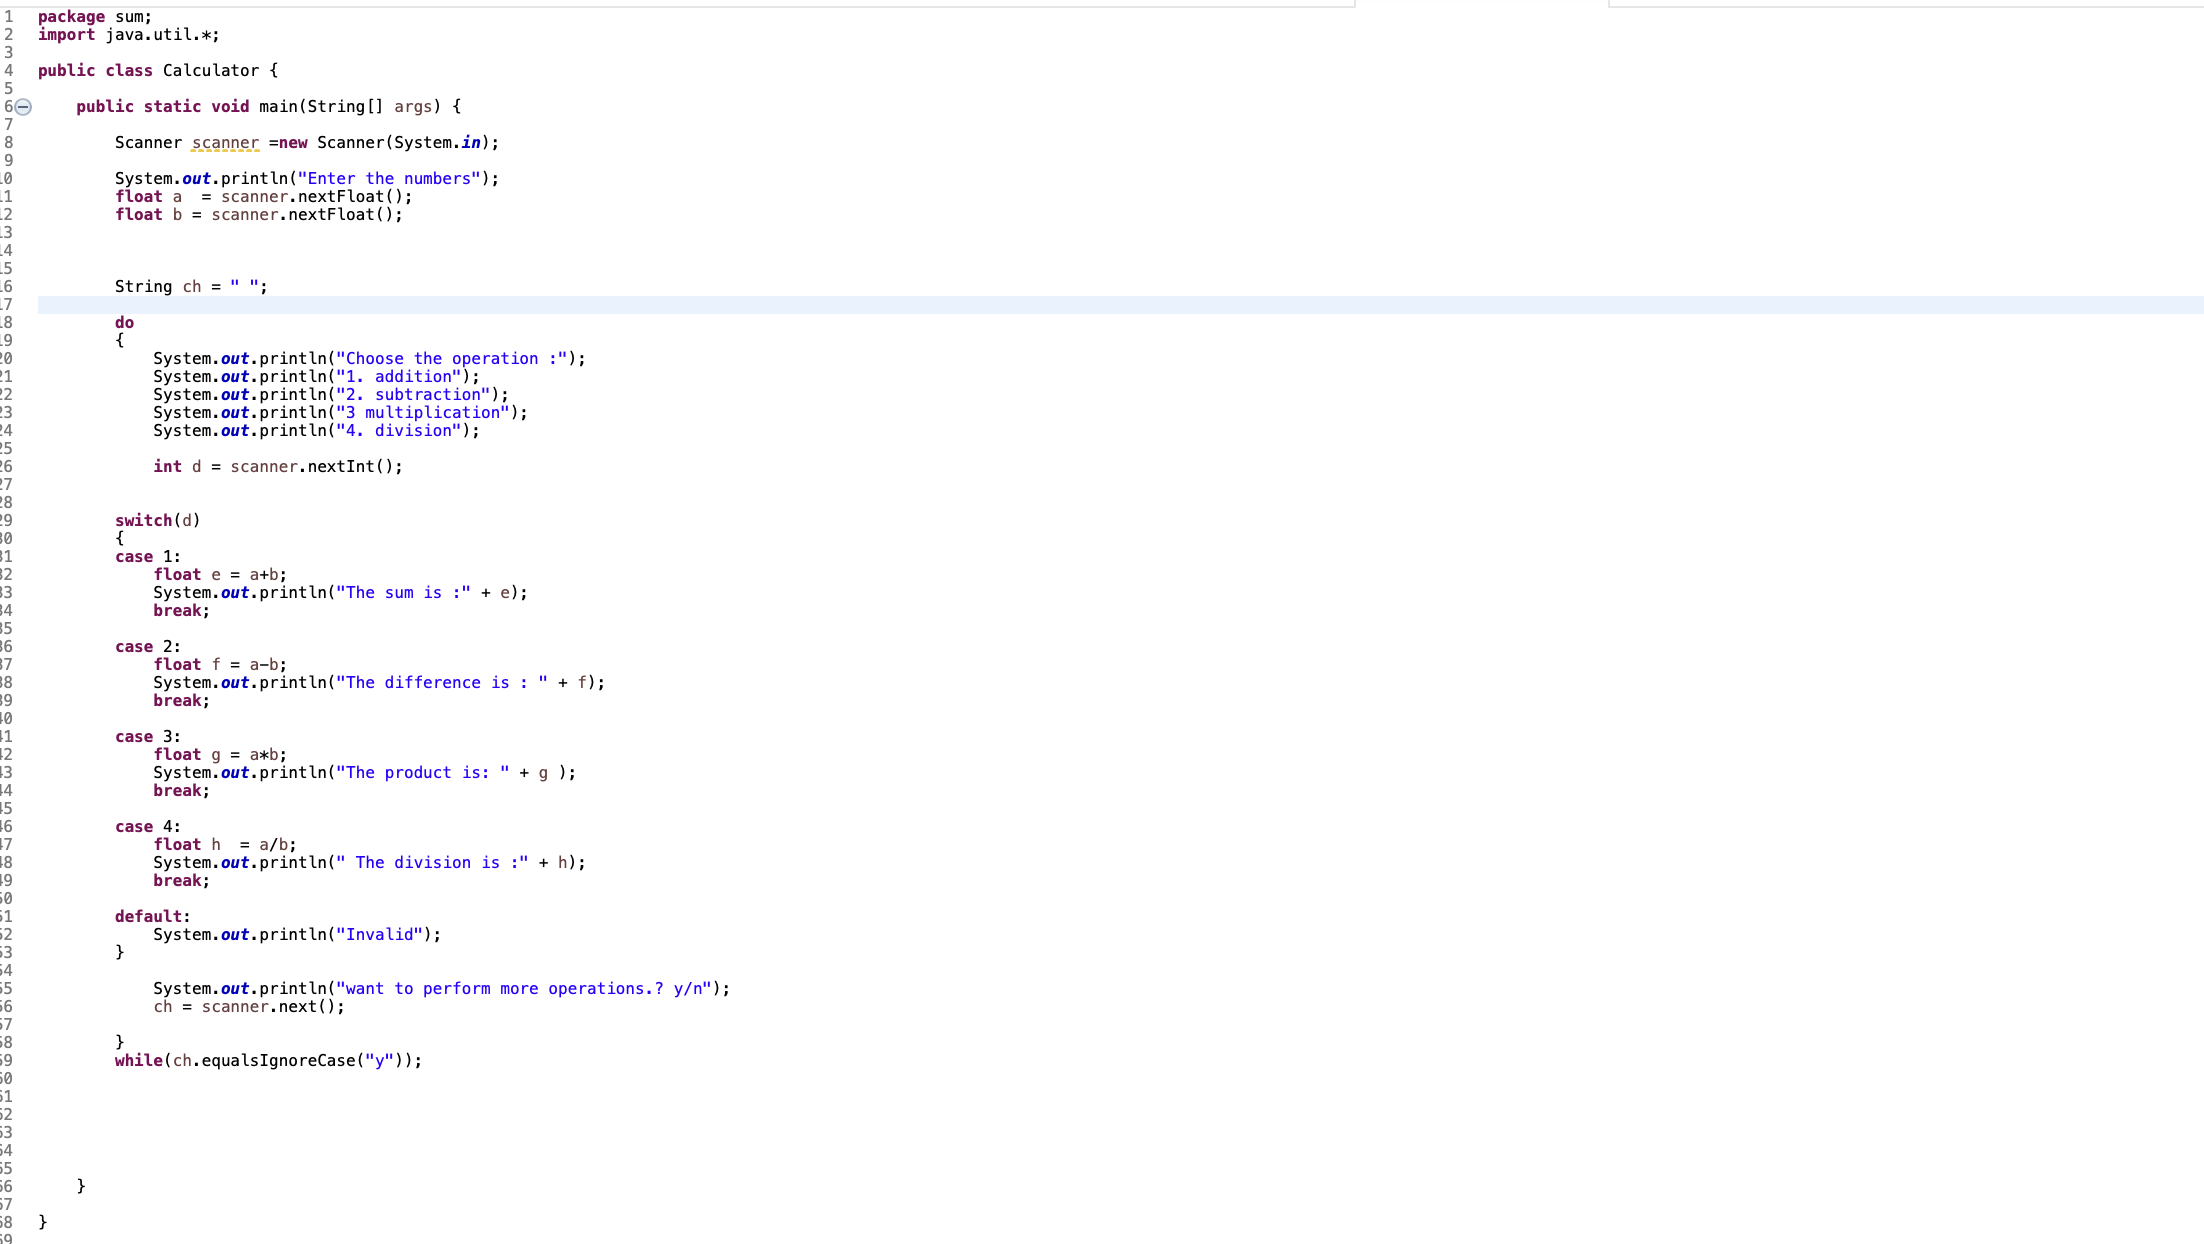 1 package sum;
2 import java.util.*;
3
4 public class Calculator {
5
6 public static void main(String[] args) {
7
8 Scanner scanner =new Scanner(System.in);
9
10 System.out.println("Enter the numbers");
11 float a  = scanner.nextFloat();
12 float b = scanner.nextFloat();
13
14
15
16 String ch = " ";
17
18 do
19 {
20 System.out.println("Choose the operation :");
21 System.out.println("1. addition");
22 System.out.println("2. subtraction");
23 System.out.println("3 multiplication");
24 System.out.println("4. division");
25
26 int d = scanner.nextInt();
27
28
29 switch(d)
30 {
31 case 1:
32 float e = a+b;
33 System.out.println("The sum is :" + e);
34 break;
35
36 case 2:
37 float f = a-b;
38 System.out.println("The difference is : " + f);
39 break;
40
41 case 3:
42 float g = a*b;
43 System.out.println("The product is: " + g );
44 break;
45
46 case 4:
47 float h  = a/b;
48 System.out.println(" The division is :" + h);
49 break;
50
51 default:
52 System.out.println("Invalid");
53 }
54
55 System.out.println("want to perform more operations.? y/n");
56 ch = scanner.next();
57
58 }
59 while(ch.equalsIgnoreCase("y"));
60
61
62
63
64
65
66 }
67
68 }
69